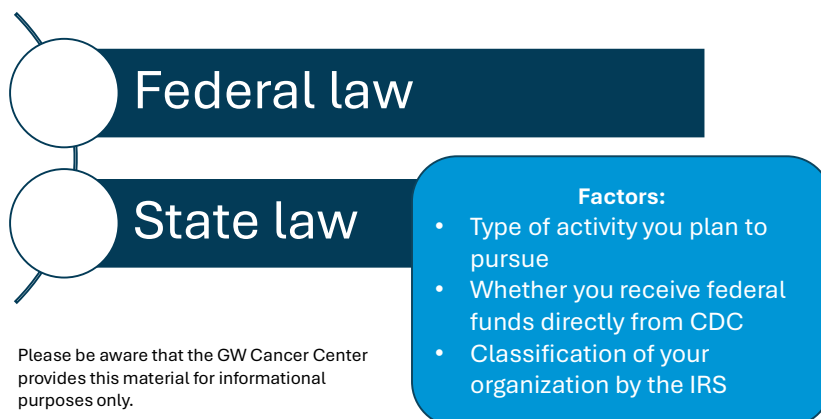 Federal law
State law
Factors:
• Type of activity you plan to
pursue
• Whether you receive federal
funds directly from CDC
• Classification of your
organization by the IRS
Please be aware that the GW Cancer Center
provides this material for informational
purposes only.